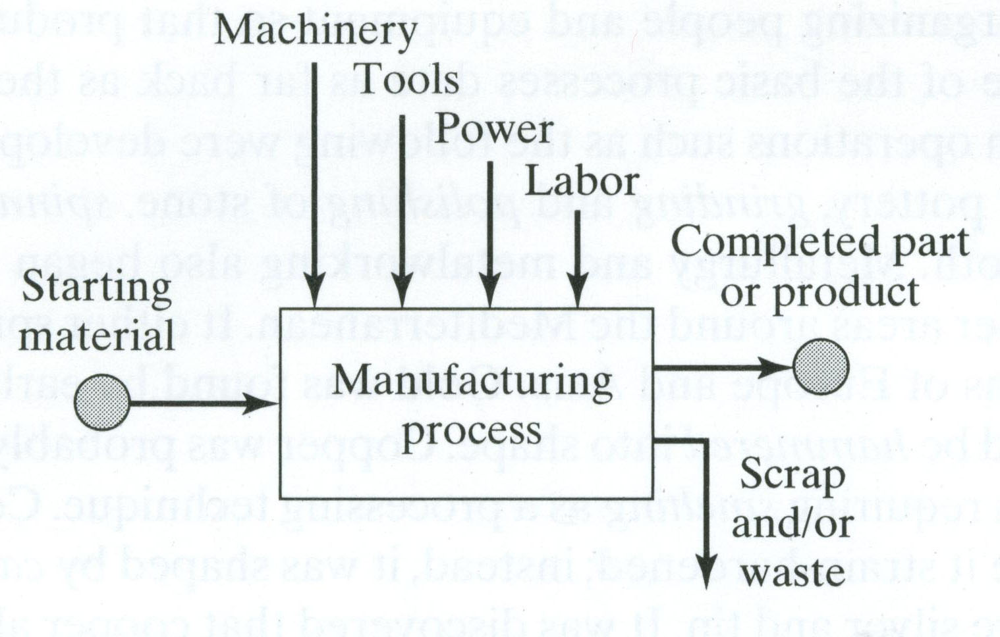 Machinery
Tools
Power
Labor
Completed part
or product
Starting
material
Manufacturing
process
Scrap
and/or
waste